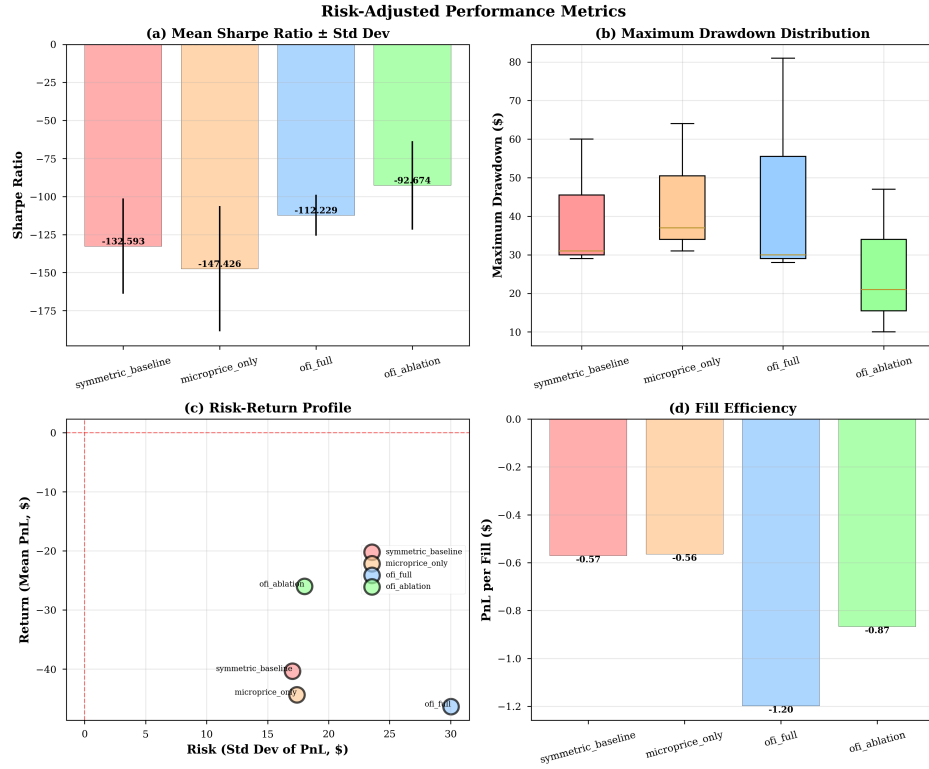 Risk-Adjusted Performance Metrics
(a) Mean Sharpe Ratio ± Std Dev
Sharpe Ratio
0
−25
−50
−75
−100
−125
−150
−175
-132.593
-147.426
-112.229
-92.674
symmetric_baseline
microprice_only
ofi_full
ofi_ablation
(b) Maximum Drawdown Distribution
Maximum Drawdown ($)
80
70
60
50
40
30
20
10
symmetric_baseline
microprice_only
ofi_full
ofi_ablation
(c) Risk-Return Profile
Return (Mean PnL, $)
0
−10
−20
−30
−40
symmetric_baseline
microprice_only
ofi_full
ofi_ablation
ofi_ablation
symmetric_baseline
microprice_only
ofi_full
0
5
10
15
20
25
30
Risk (Std Dev of PnL, $)
(d) Fill Efficiency
PnL per Fill ($)
0.0
−0.2
−0.4
−0.6
−0.8
−1.0
−1.2
-0.57
-0.56
-1.20
-0.87
symmetric_baseline
microprice_only
ofi_full
ofi_ablation